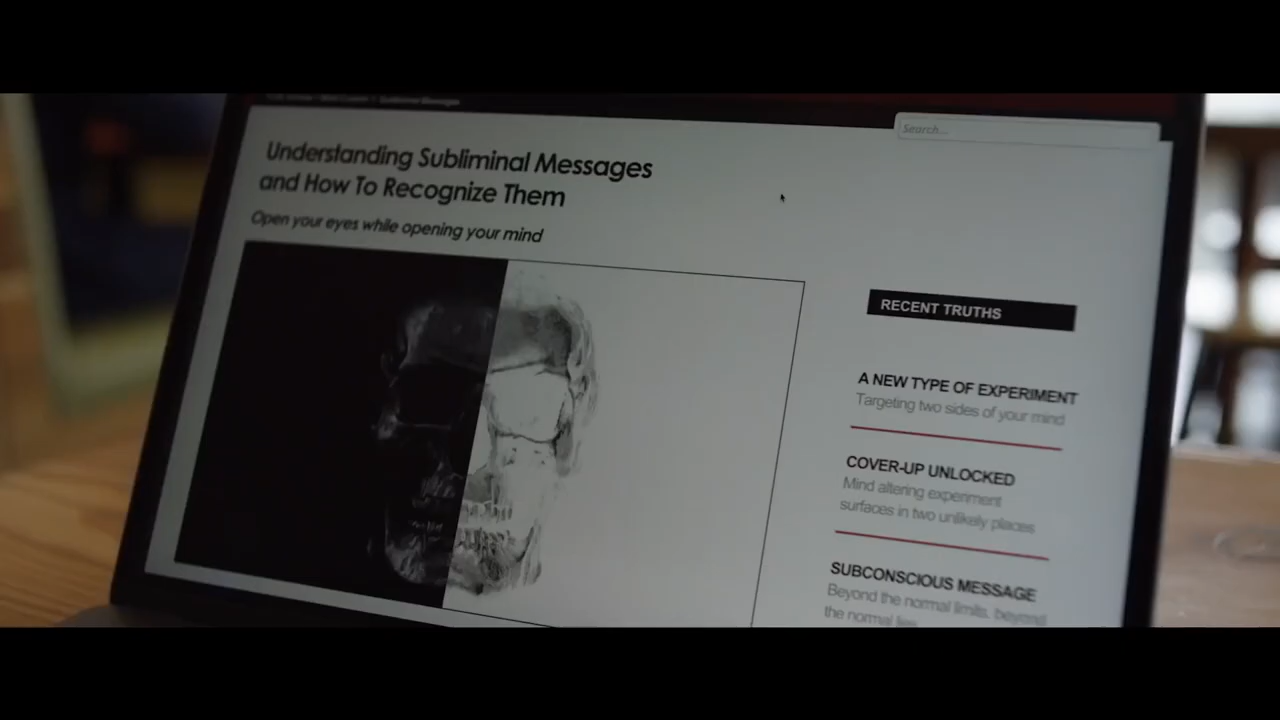 Search...
Understanding Subliminal Messages
and How To Recognize Them
Open your eyes while opening your mind
RECENT TRUTHS
A NEW TYPE OF EXPERIMENT
Targeting two sides of your mind
COVER-UP UNLOCKED
Mind altering experiment
surfaces in two unlikely places
SUBCONSCIOUS MESSAGE
Beyond the normal limits, beyond
the normal